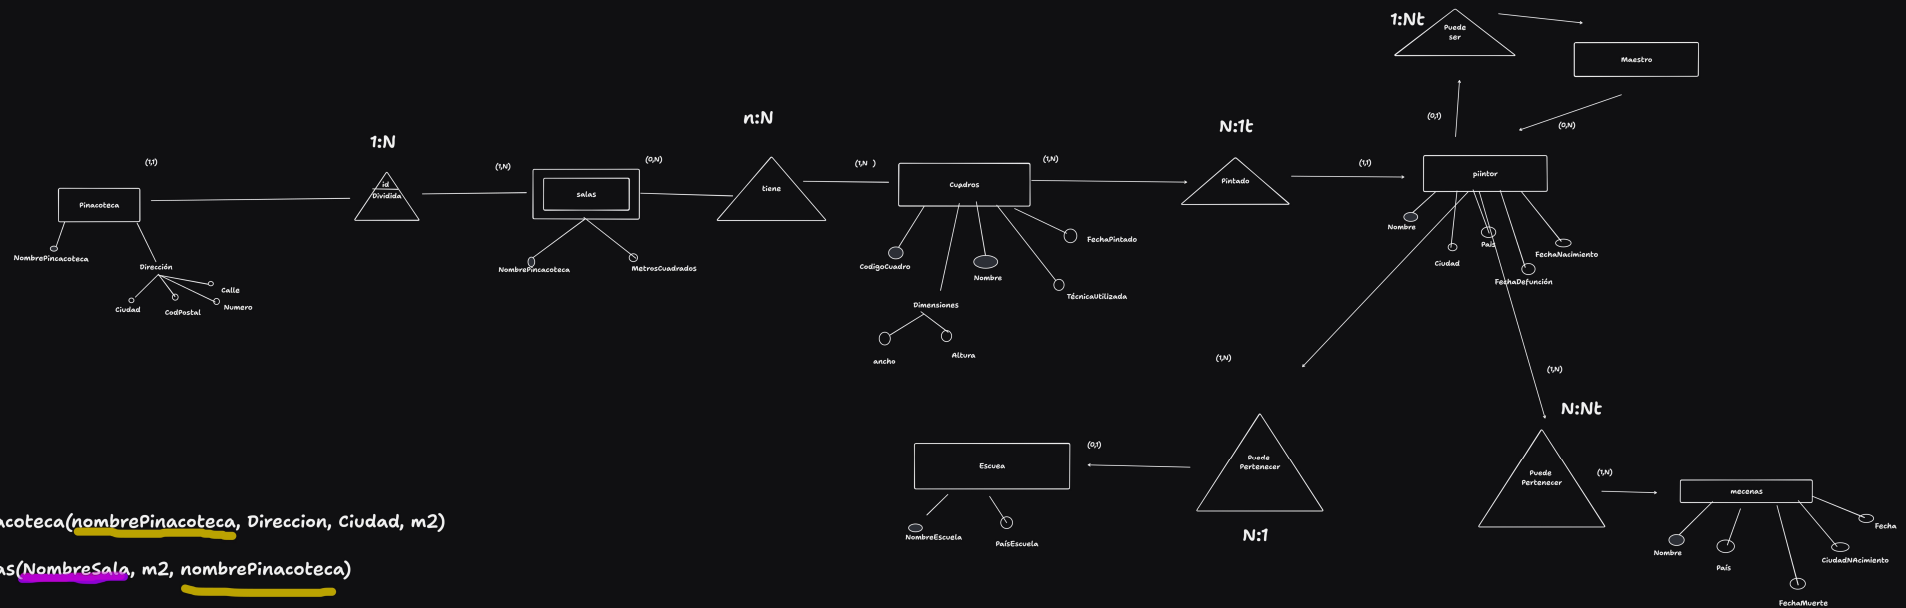 1:Nt
Puede
ser
Maestro
(0,1)
(0,N)
n:N
N:1t
1:N
(1,1)
(1,N)
(0,N)
(1,N )
(1,N)
(1,1)
Pinacoteca
id
Dividida
salas
tiene
Cuadros
Pintado
piintor
NombrePincacoteca
Dirección
Ciudad
CodPostal
Numero
Calle
NombrePincacoteca
MetrosCuadrados
CodigoCuadro
Nombre
FechaPintado
TécnicaUtilizada
Dimensiones
ancho
Altura
Nombre
Ciudad
País
FechaDefunción
FechaNacimiento
(1,N)
(1,N)
N:Nt
Escuea
(0,1)
Puede
Pertenecer
N:1
NombreEscuela
PaísEscuela
Puede
Pertenecer
(1,N)
mecenas
Nombre
País
FechaMuerte
CiudadNAcimiento
Fecha
acoteca(nombrePinacoteca, Direccion, Ciudad, m2)
as(NombreSala, m2, nombrePinacoteca)